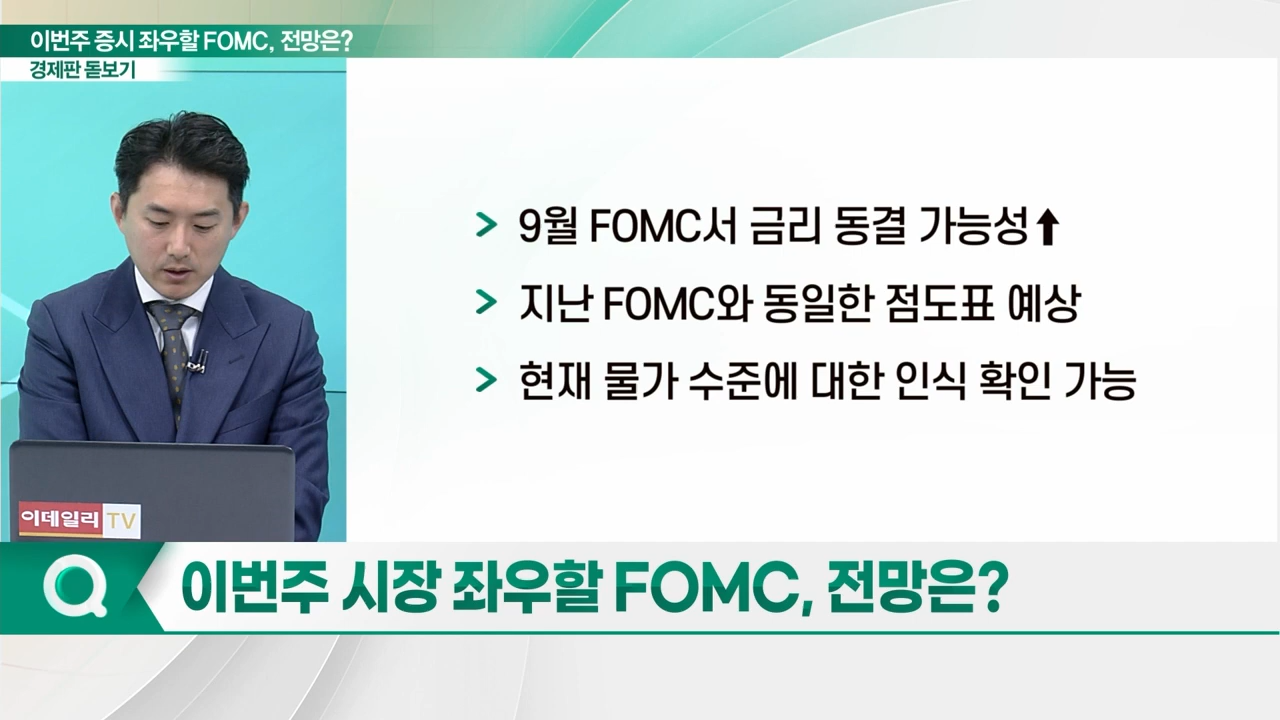 이번주 증시 좌우할 FOMC, 전망은?
경제판 돋보기
> 9월 FOMC서 금리 동결 가능성⬆
> 지난 FOMC와 동일한 점도표 예상
> 현재 물가 수준에 대한 인식 확인 가능
이데일리 TV
Q 이번주 시장 좌우할 FOMC, 전망은?